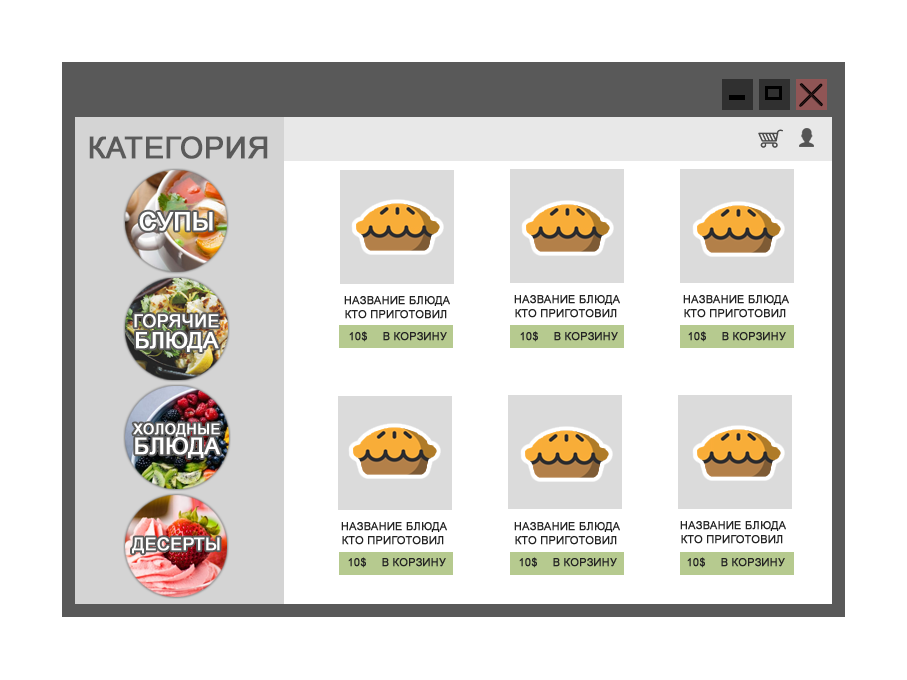 КАТЕГОРИЯ
СУПЫ
ГОРЯЧИЕ
БЛЮДА
ХОЛОДНЫЕ
БЛЮДА
ДЕСЕРТЫ
НАЗВАНИЕ БЛЮДА
КТО ПРИГОТОВИЛ
10$ В КОРЗИНУ
НАЗВАНИЕ БЛЮДА
КТО ПРИГОТОВИЛ
10$ В КОРЗИНУ
НАЗВАНИЕ БЛЮДА
КТО ПРИГОТОВИЛ
10$ В КОРЗИНУ
НАЗВАНИЕ БЛЮДА
КТО ПРИГОТОВИЛ
10$ В КОРЗИНУ
НАЗВАНИЕ БЛЮДА
КТО ПРИГОТОВИЛ
10$ В КОРЗИНУ
НАЗВАНИЕ БЛЮДА
КТО ПРИГОТОВИЛ
10$ В КОРЗИНУ